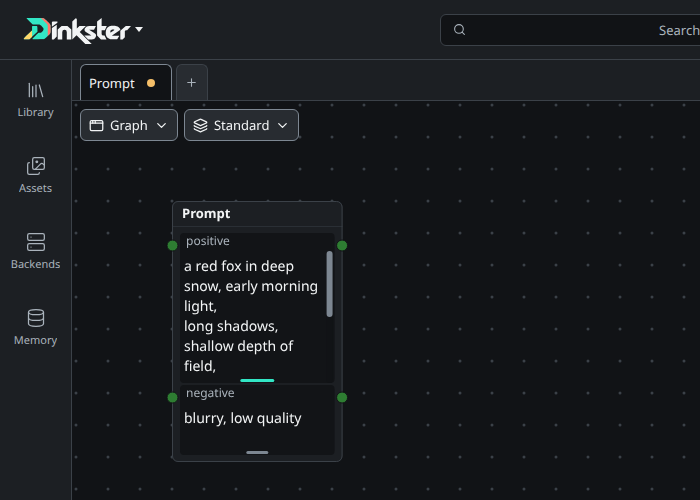 Dinkster
Search
Prompt
+
Library
Graph
Standard
Assets
Backends
Memory
Prompt
positive
a red fox in deep
snow, early morning
light,
long shadows,
shallow depth of
field,
negative
blurry, low quality